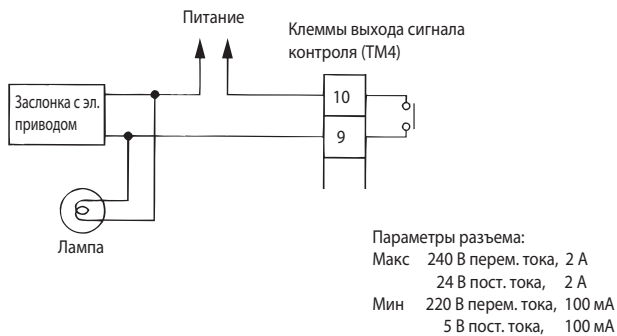 Питание
Клеммы выхода сигнала
контроля (TM4)
Заслонка с эл.
приводом
10
9
Лампа
Параметры разъема:
Макс 240 В перем. тока, 2 А
24 В пост. тока, 2 А
Мин 220 В перем. тока, 100 мА
5 В пост. тока, 100 мА